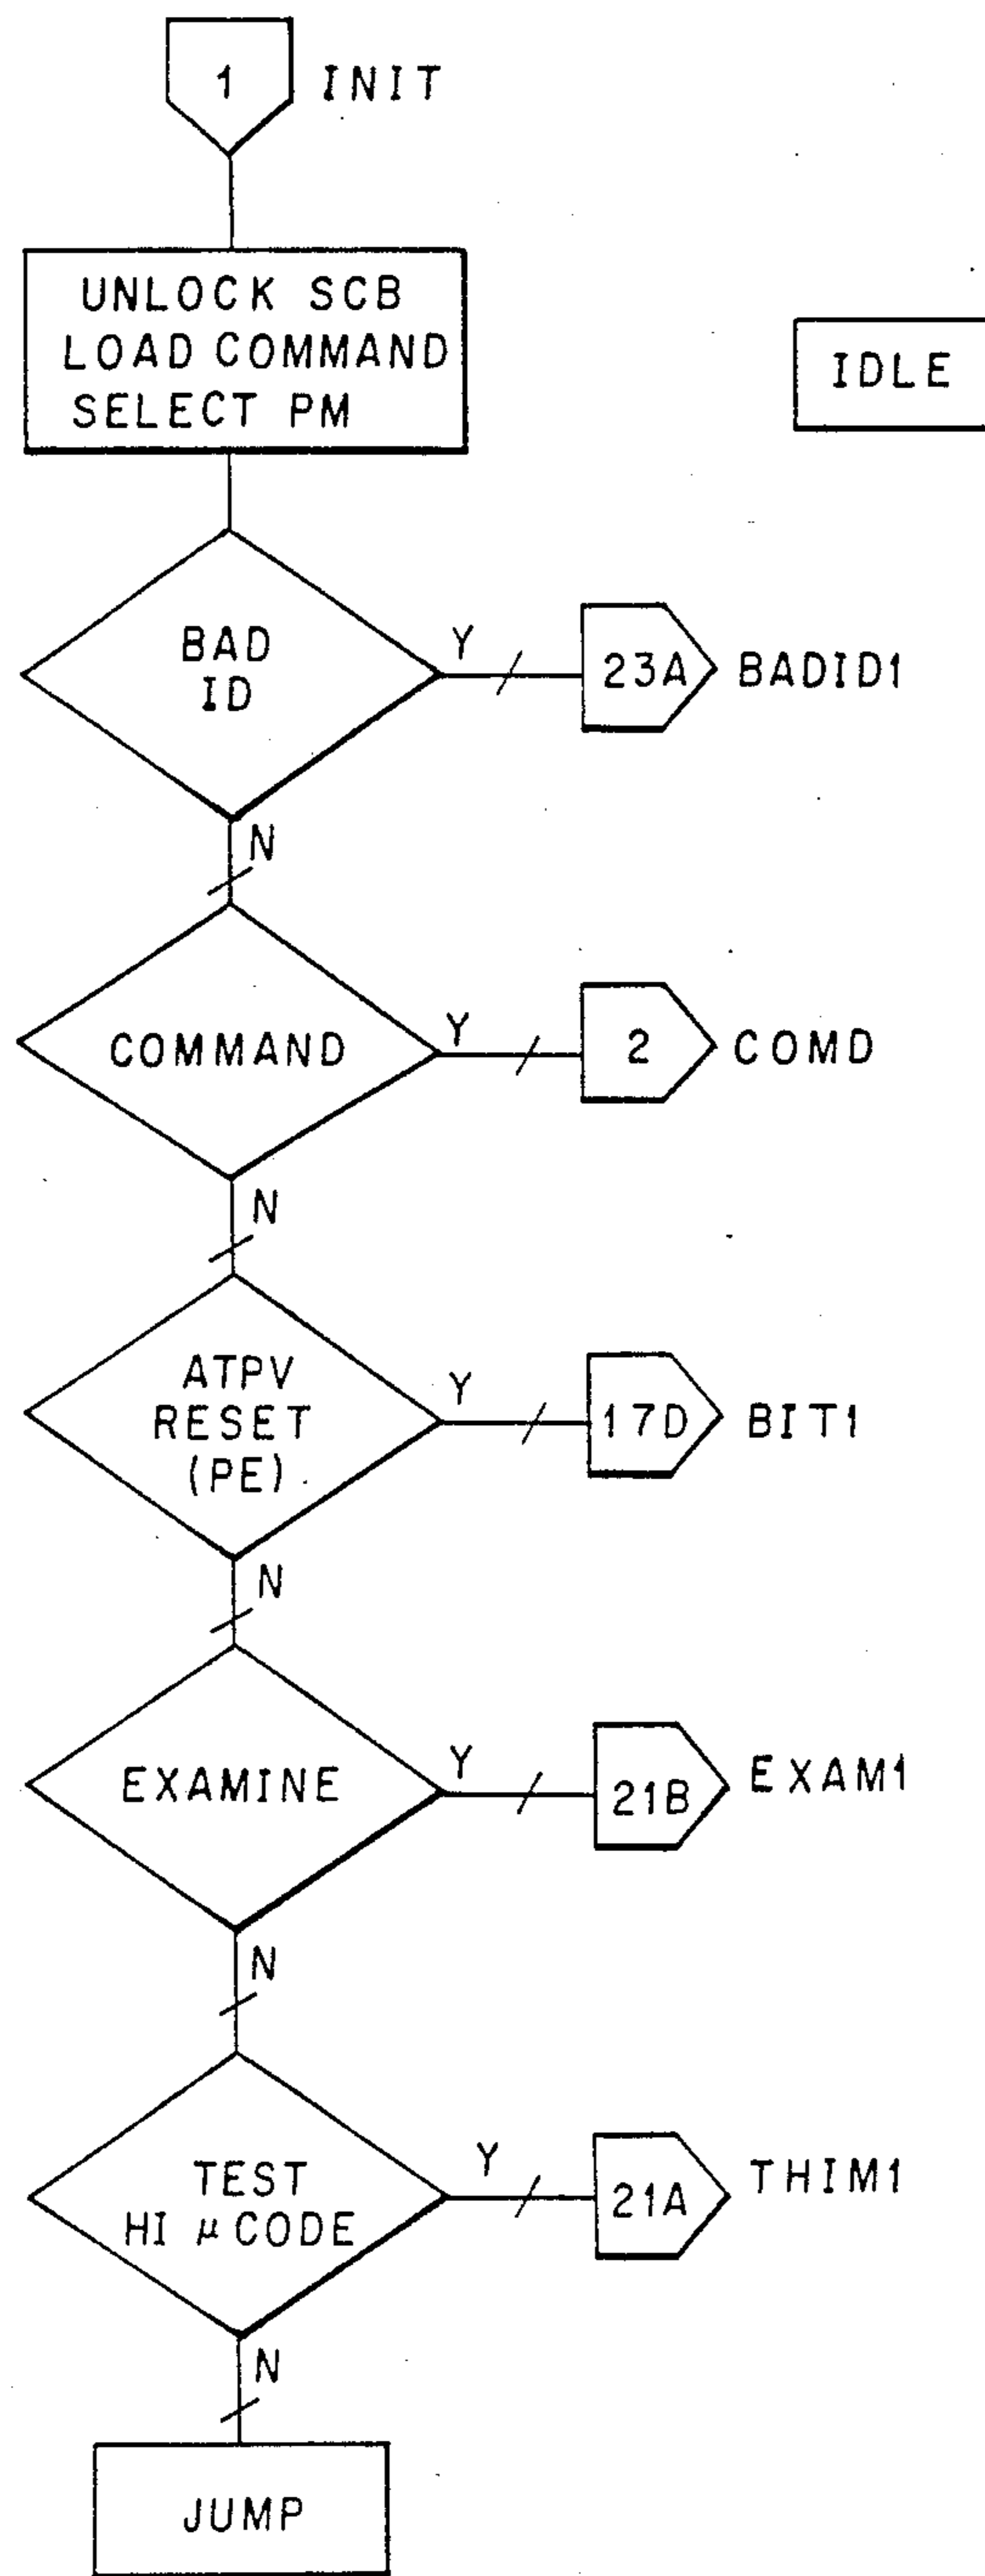 1 INIT
UNLOCK SCB
LOAD COMMAND
SELECT PM
IDLE
BAD
ID
Y
23A BADID1
N
COMMAND
Y
2 COMD
N
ATPV
RESET
(PE)
Y
17D BIT1
N
EXAMINE
Y
21B EXAM1
N
TEST
HI μ CODE
Y
21A THIM1
N
JUMP